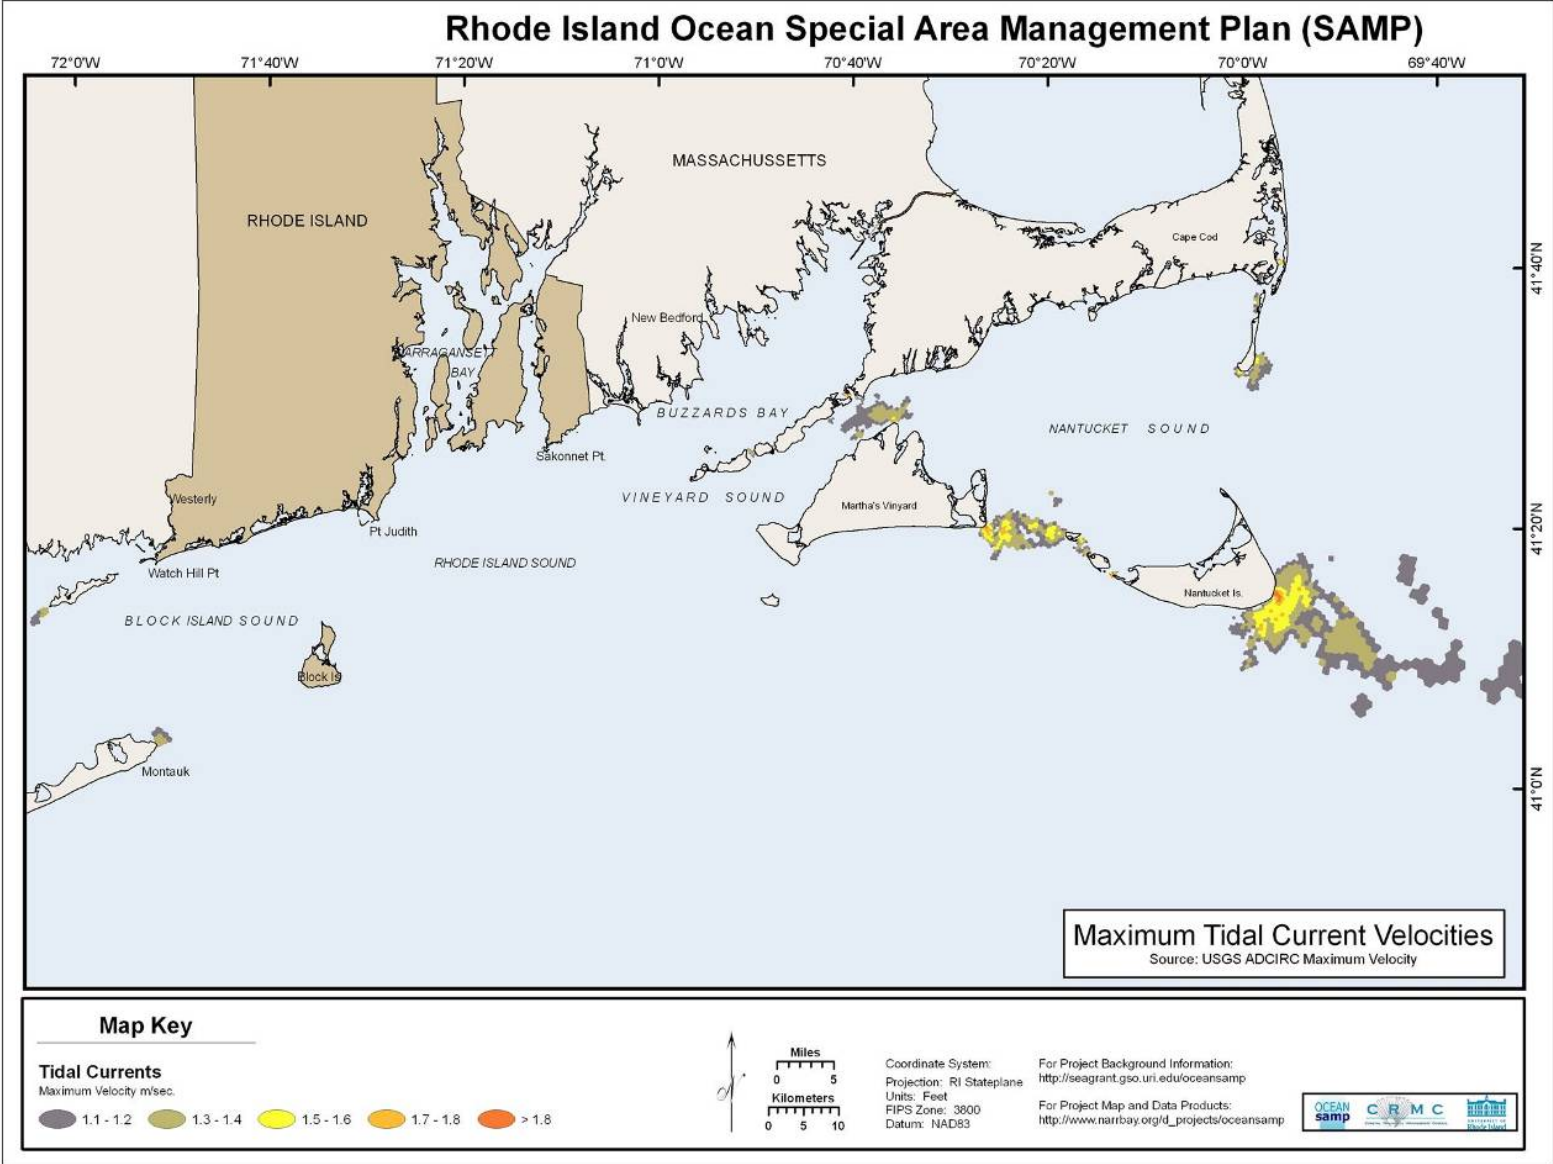 Rhode Island Ocean Special Area Management Plan (SAMP)
72°0'W
71°40'W
71°20'W
71°0'W
70°40'W
70°20'W
70°0'W
69°40'W
MASSACHUSSETTS
RHODE ISLAND
Cape Cod
41°40'N
New Bedford
NARRAGANSETT
BAY
BUZZARDS BAY
NANTUCKET SOUND
Sakonnet Pt.
Westerly
VINEYARD SOUND
Martha's Vinyard
41°20'N
Pt Judith
RHODE ISLAND SOUND
Watch Hill Pt
Nantucket Is.
BLOCK ISLAND SOUND
Block Is
Montauk
41°0'N
Maximum Tidal Current Velocities
Source: USGS ADCIRC Maximum Velocity
Map Key
Tidal Currents
Maximum Velocity m/sec.
1.1 - 1.2
1.3 - 1.4
1.5 - 1.6
1.7 - 1.8
> 1.8
N
Miles
0 5
Kilometers
0 5 10
Coordinate System:
Projection: RI Stateplane
Units: Feet
FIPS Zone: 3800
Datum: NAD83
For Project Background Information:
http://seagrant.gso.uri.edu/oceansamp
For Project Map and Data Products:
http://www.narrbay.org/d_projects/oceansamp
OCEAN
samp
CRMC
Rhode Island